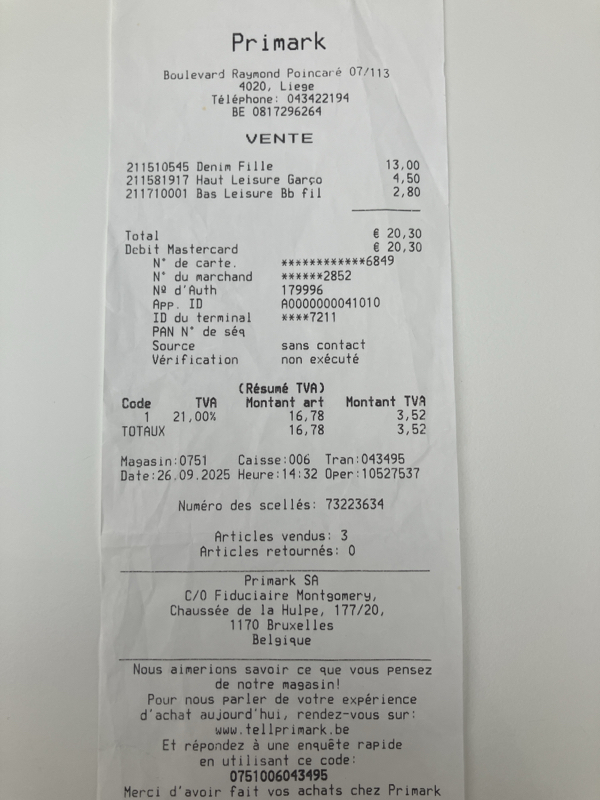 Primark
Boulevard Raymond Poincaré 07/113
4020, Liege
Téléphone: 043422194
BE 0817296264
VENTE
211510545 Denim Fille 13,00
211581917 Haut Leisure Garço 4,50
211710001 Bas Leisure Bb fil 2,80
Total € 20,30
Debit Mastercard € 20,30
N° de carte. ************6849
N° du marchand ******2852
Nº d'Auth 179996
App. ID A0000000041010
ID du terminal ****7211
PAN N° de séq
Source sans contact
Vérification non exécuté
(Résumé TVA)
Code TVA Montant art Montant TVA
1 21,00% 16,78 3,52
TOTAUX 16,78 3,52
Magasin:0751 Caisse:006 Tran:043495
Date:26.09.2025 Heure:14:32 Oper:10527537
Numéro des scellés: 73223634
Articles vendus: 3
Articles retournés: 0
Primark SA
C/O Fiduciaire Montgomery,
Chaussée de la Hulpe, 177/20,
1170 Bruxelles
Belgique
Nous aimerions savoir ce que vous pensez
de notre magasin!
Pour nous parler de votre expérience
d'achat aujourd'hui, rendez-vous sur:
www.tellprimark.be
Et répondez à une enquête rapide
en utilisant ce code:
0751006043495
Merci d'avoir fait vos achats chez Primark